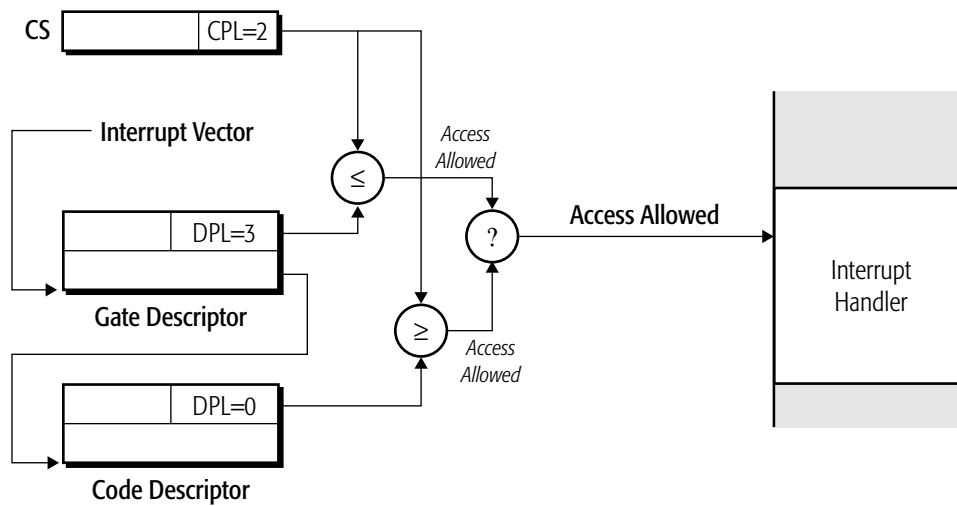 CS
CPL=2
Interrupt Vector
Access
Allowed
≤
DPL=3
Access Allowed
?
Interrupt
Handler
Gate Descriptor
≥
Access
Allowed
DPL=0
Code Descriptor